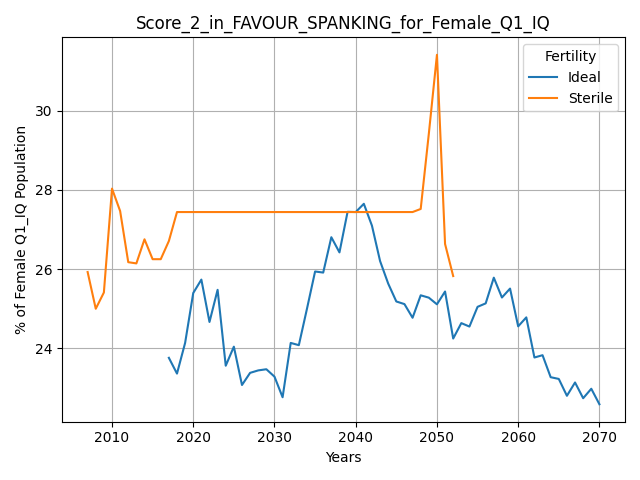 Score_2_in_FAVOUR_SPANKING_for_Female_Q1_IQ
Fertility
Ideal
Sterile
% of Female Q1_IQ Population
30
28
26
24
2010 2020 2030 2040 2050 2060 2070
Years